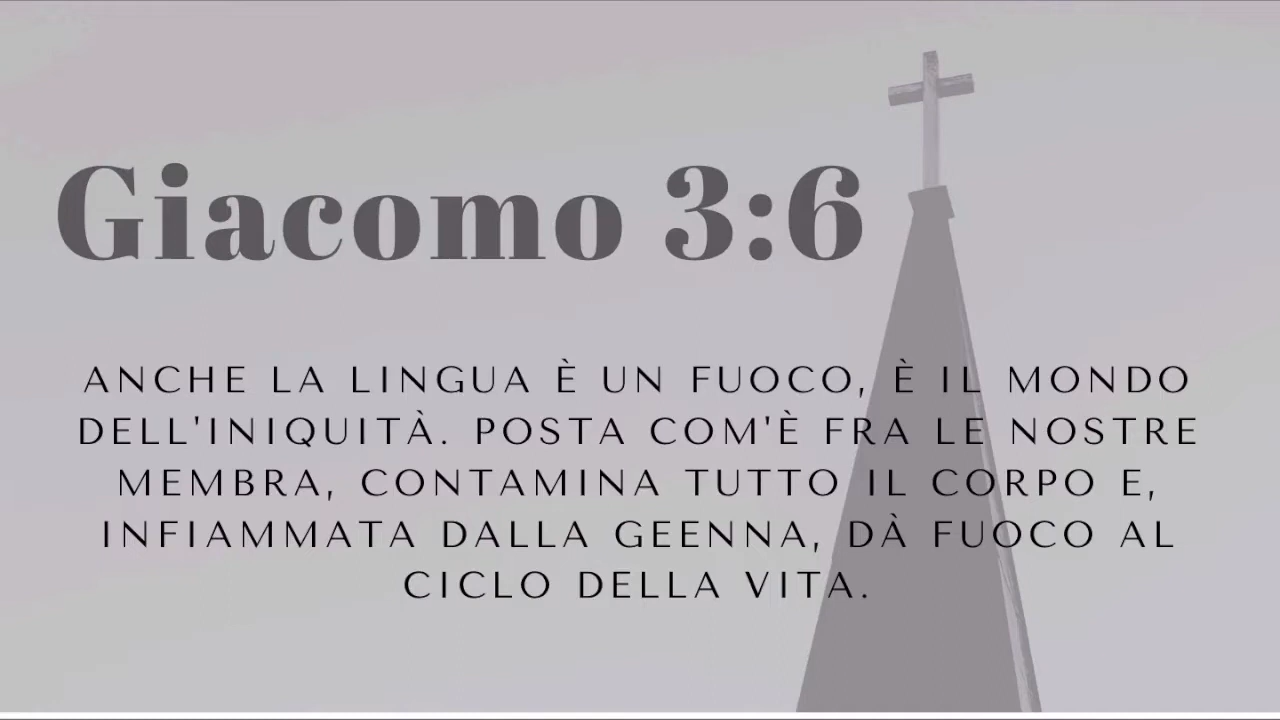 Giacomo 3:6
ANCHE LA LINGUA È UN FUOCO, È IL MONDO
DELL'INIQUITÀ. POSTA COM'È FRA LE NOSTRE
MEMBRA, CONTAMINA TUTTO IL CORPO E,
INFIAMMATA DALLA GEENNA, DÀ FUOCO AL
CICLO DELLA VITA.